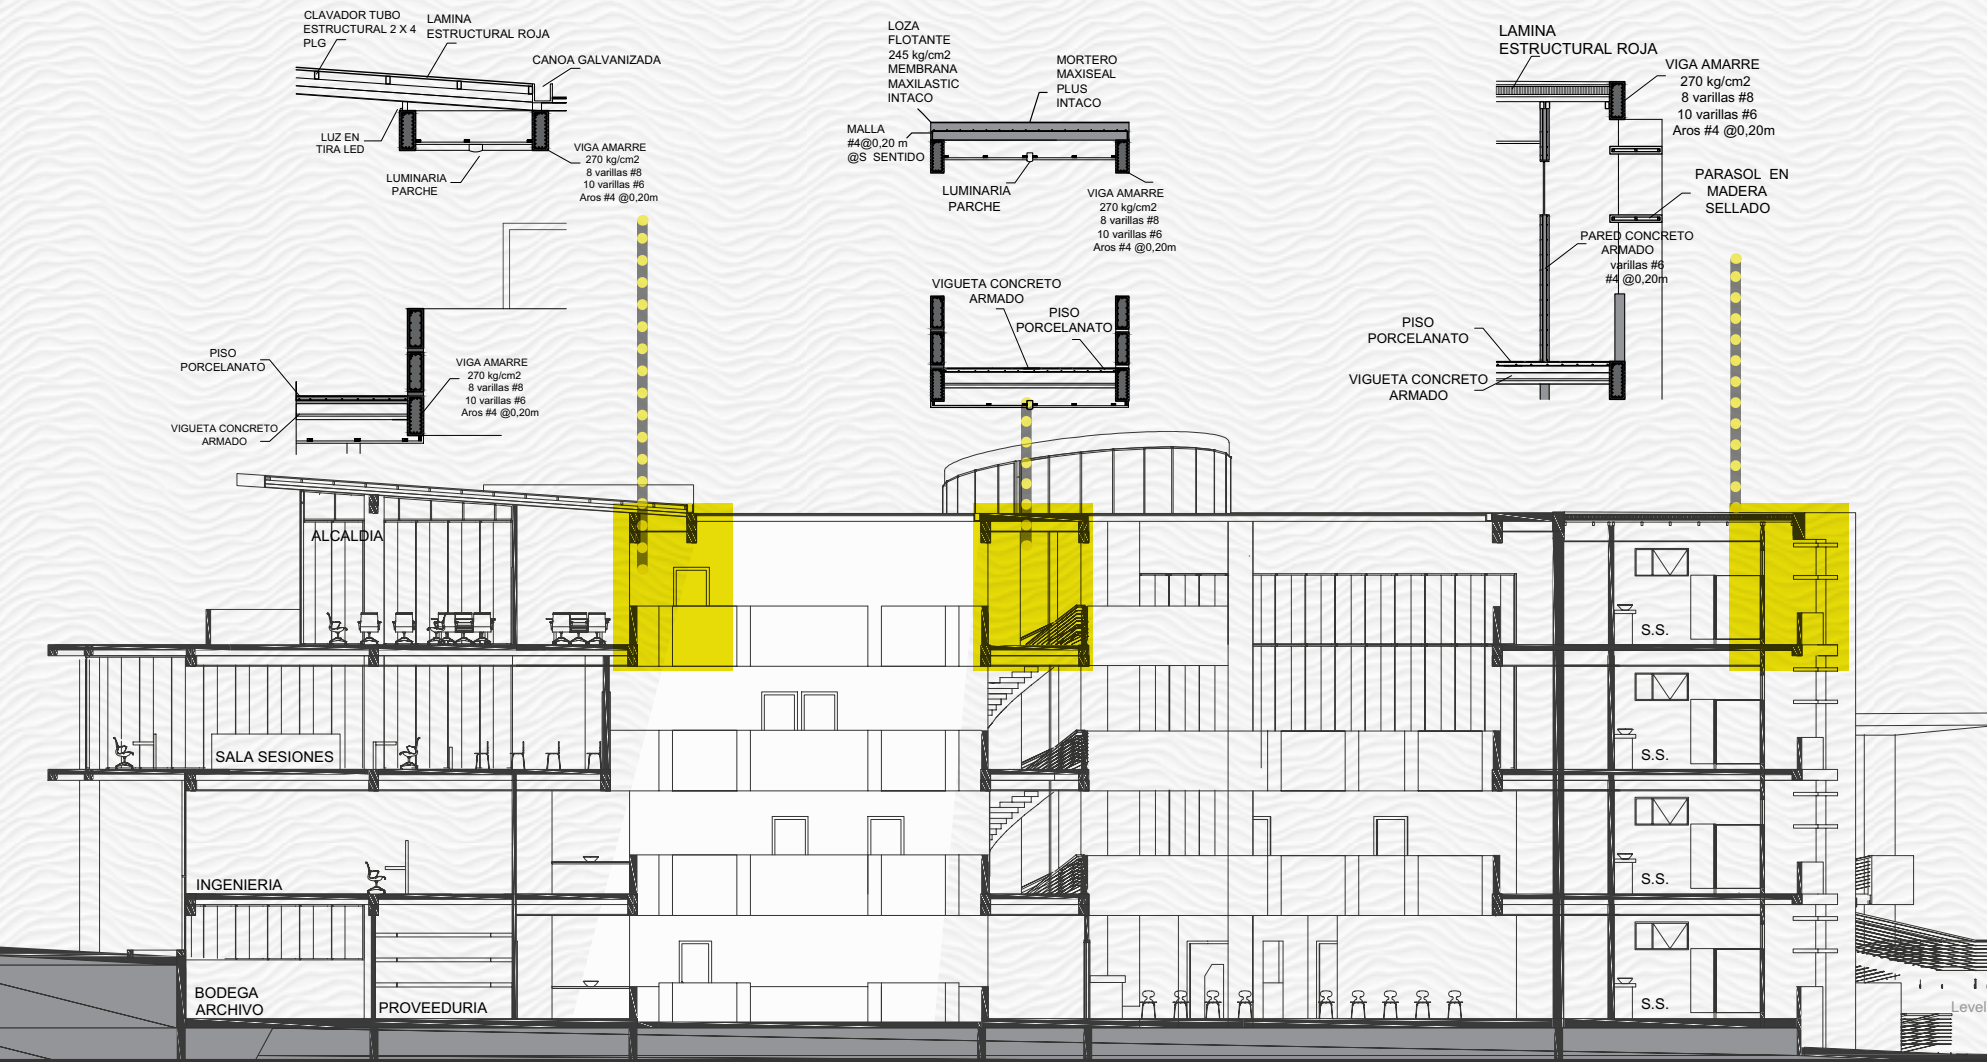 CLAVADOR TUBO
ESTRUCTURAL 2 X 4
PLG
LAMINA
ESTRUCTURAL ROJA
CANOA GALVANIZADA
LUZ EN
TIRA LED
LUMINARIA
PARCHE
VIGA AMARRE
270 kg/cm2
8 varillas #8
10 varillas #6
Aros #4 @0,20m
LOZA
FLOTANTE
245 kg/cm2
MEMBRANA
MAXILASTIC
INTACO
MORTERO
MAXISEAL
PLUS
INTACO
MALLA
#4@0,20 m
@S SENTIDO
LUMINARIA
PARCHE
VIGA AMARRE
270 kg/cm2
8 varillas #8
10 varillas #6
Aros #4 @0,20m
LAMINA
ESTRUCTURAL ROJA
VIGA AMARRE
270 kg/cm2
8 varillas #8
10 varillas #6
Aros #4 @0,20m
PARASOL EN
MADERA
SELLADO
PARED CONCRETO
ARMADO
varillas #6
#4 @0,20m
PISO
PORCELANATO
VIGUETA CONCRETO
ARMADO
PISO
PORCELANATO
VIGUETA CONCRETO
ARMADO
VIGA AMARRE
270 kg/cm2
8 varillas #8
10 varillas #6
Aros #4 @0,20m
VIGUETA CONCRETO
ARMADO
PISO
PORCELANATO
ALCALDIA
SALA SESIONES
INGENIERIA
BODEGA
ARCHIVO
PROVEEDURIA
S.S.
S.S.
S.S.
S.S.
Level